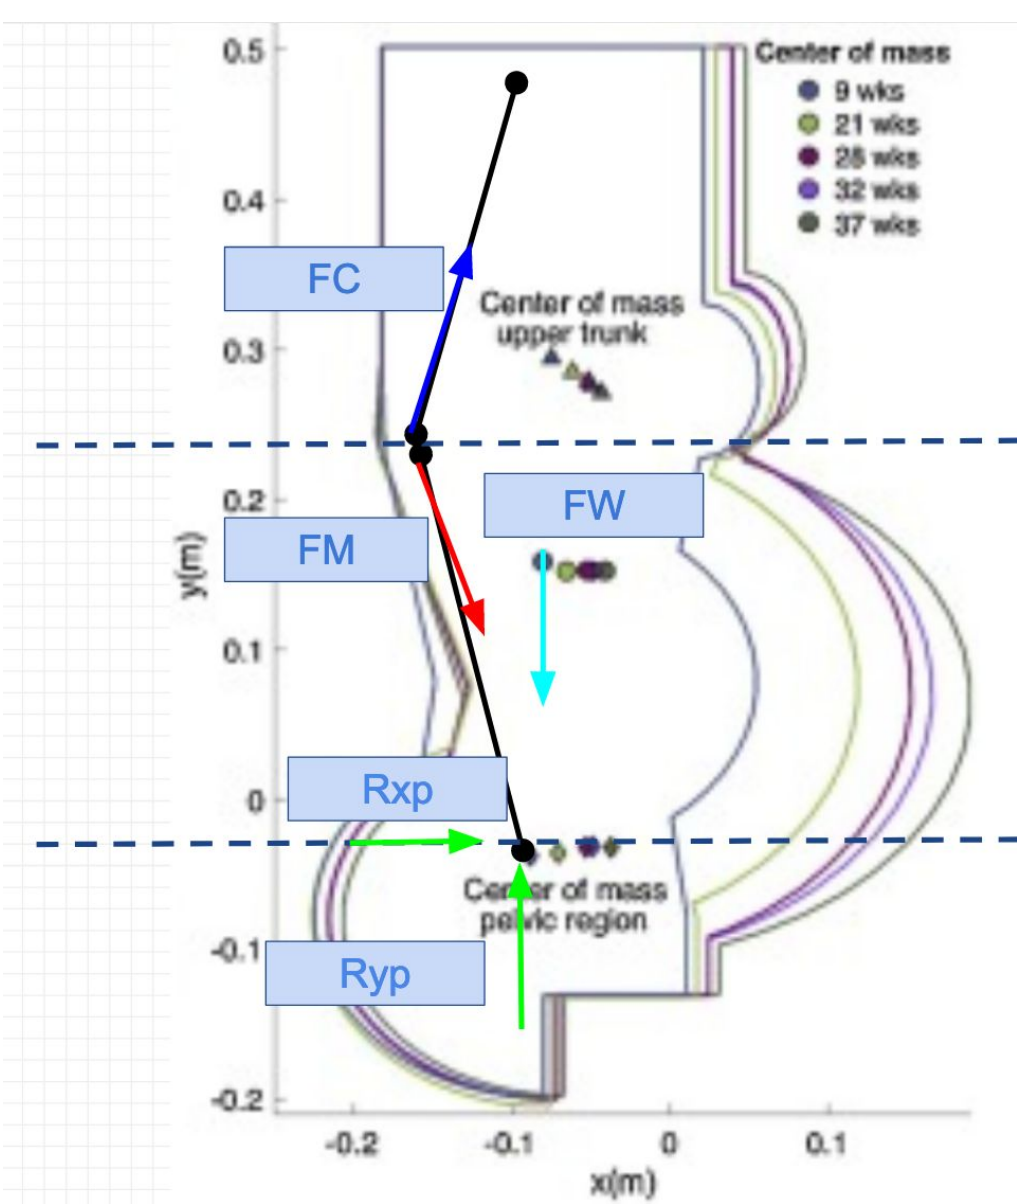 0.5
Center of mass
9 wks
21 wks
28 wks
32 wks
37 wks
0.4
FC
Center of mass
upper trunk
0.3
0.2
FW
FM
y(m)
0.1
Rxp
0
Center of mass
pelvic region
-0.1
Ryp
-0.2
-0.2 -0.1 0 0.1
x(m)